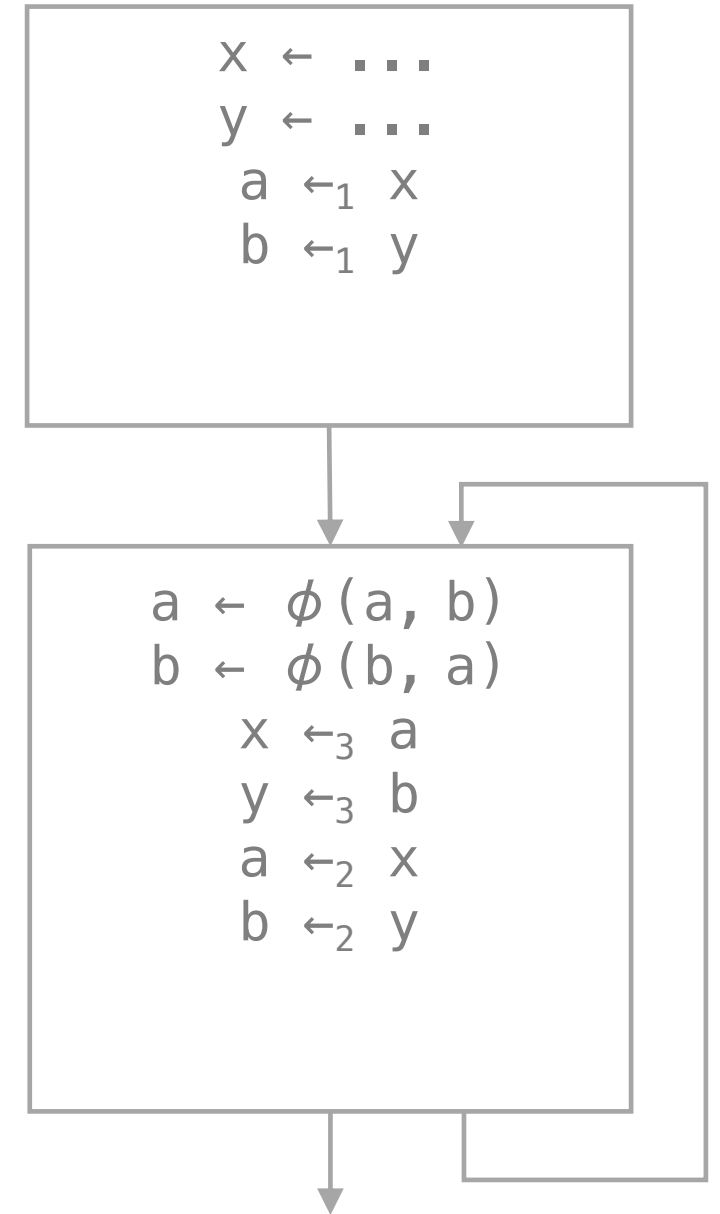 x ← ...
y ← ...
a ←₁ x
b ←₁ y
a ← ϕ(a, b)
b ← ϕ(b, a)
x ←₃ a
y ←₃ b
a ←₂ x
b ←₂ y